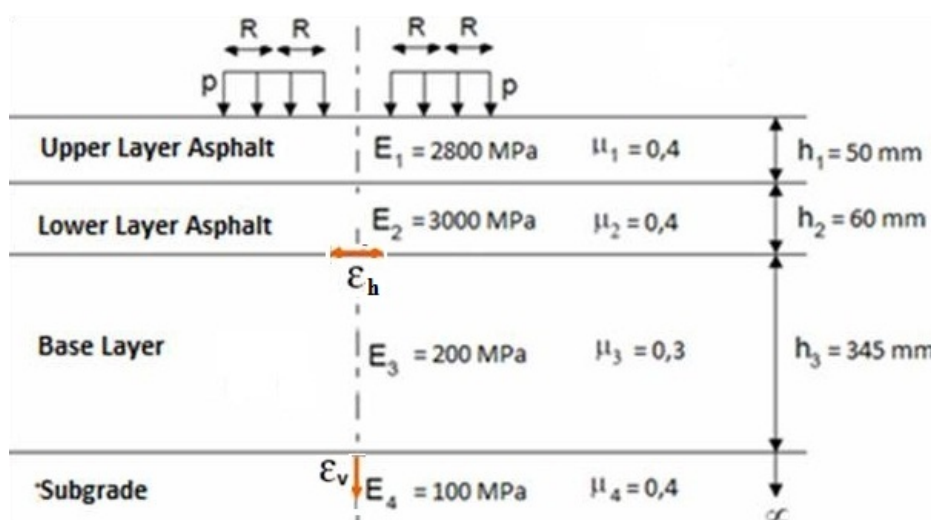 R R R R
p p
Upper Layer Asphalt E1 = 2800 MPa μ1 = 0,4 h1 = 50 mm
Lower Layer Asphalt E2 = 3000 MPa μ2 = 0,4 h2 = 60 mm
εh
Base Layer E3 = 200 MPa μ3 = 0,3 h3 = 345 mm
εv
Subgrade E4 = 100 MPa μ4 = 0,4 ∞